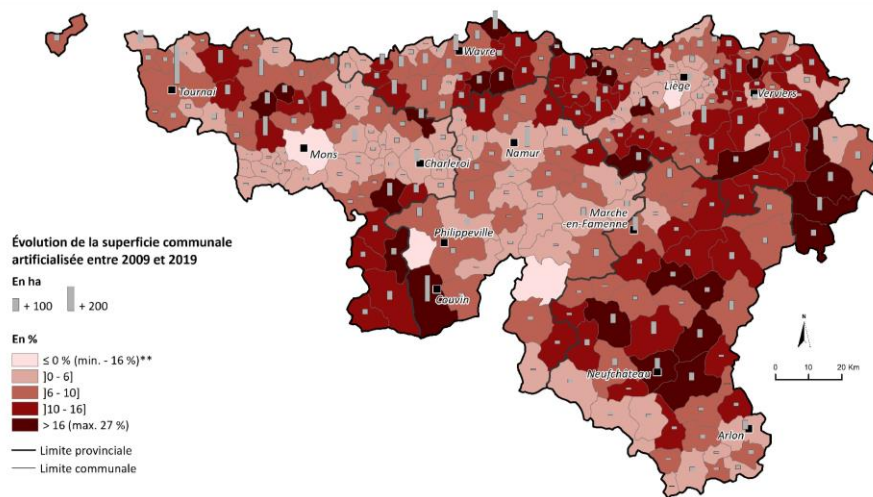 Wavre
Tournai
Liège
Verviers
Mons
Charleroi
Namur
Marche
-en-Famenne
Philippeville
Couvin
Neufchâteau
Arlon
Évolution de la superficie communale
artificialisée entre 2009 et 2019
En ha
+ 100 + 200
En %
≤ 0 % (min. - 16 %)**
]0 - 6]
]6 - 10]
]10 - 16]
> 16 (max. 27 %)
Limite provinciale
Limite communale
N
0 10 20 Km